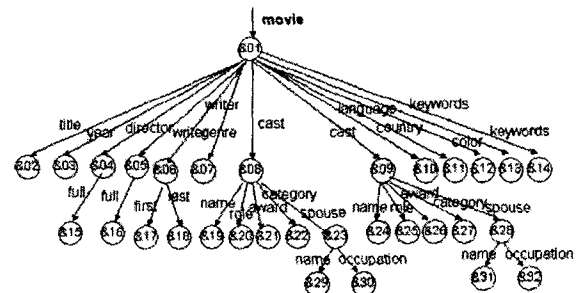 movie
&01
writer
language keywords
title year director writer genre cast cast country color keywords
&02 &03 &04 &05 &06 &07 &08 &09 &10 &11 &12 &13 &14
full full first last name role award category spouse name role award category spouse
&15 &16 &17 &18 &19 &20 &21 &22 &23 &24 &25 &26 &27 &28
name occupation name occupation
&29 &30 &31 &32